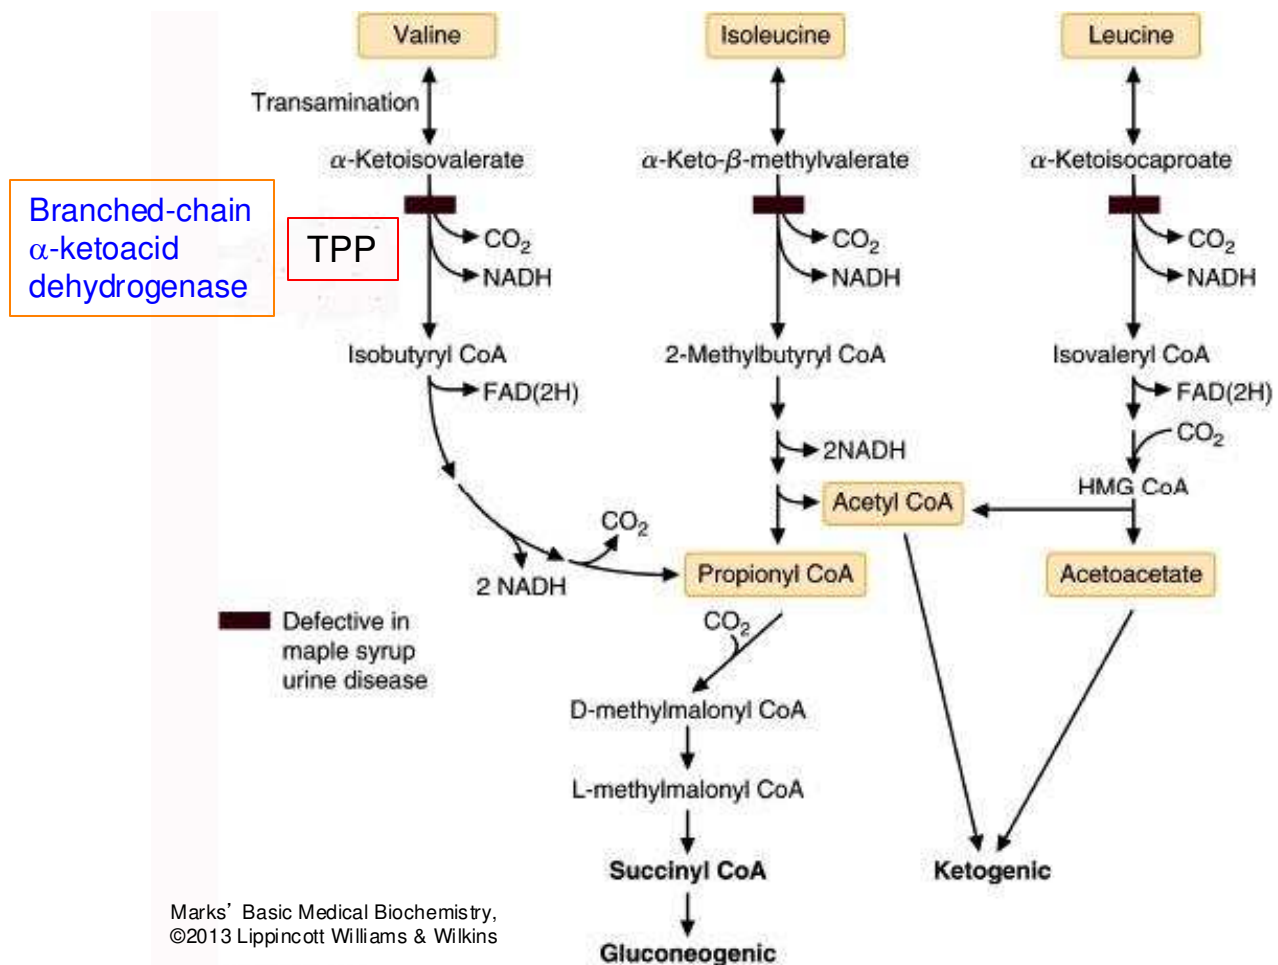 Valine
Isoleucine
Leucine
Transamination
α-Ketoisovalerate
α-Keto-β-methylvalerate
α-Ketoisocaproate
Branched-chain
α-ketoacid
dehydrogenase
TPP
CO₂
NADH
CO₂
NADH
CO₂
NADH
Isobutyryl CoA
2-Methylbutyryl CoA
Isovaleryl CoA
FAD(2H)
FAD(2H)
CO₂
2NADH
HMG CoA
Acetyl CoA
CO₂
2 NADH
Propionyl CoA
Acetoacetate
Defective in
maple syrup
urine disease
CO₂
D-methylmalonyl CoA
L-methylmalonyl CoA
Succinyl CoA
Ketogenic
Marks' Basic Medical Biochemistry,
©2013 Lippincott Williams & Wilkins
Gluconeogenic